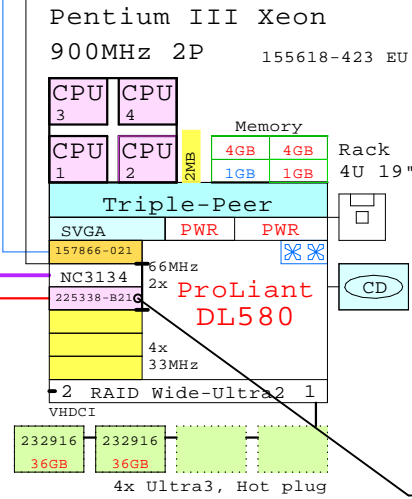 Pentium III Xeon
900MHz 2P
155618-423 EU
CPU
3
CPU
4
CPU
1
CPU
2
2MB
Memory
4GB
4GB
1GB
1GB
Rack
4U 19"
Triple-Peer
SVGA
PWR
PWR
157866-021
NC3134
66MHz
2x
225338-B21
ProLiant
DL580
CD
4x
33MHz
2 RAID Wide-Ultra2 1
VHDCI
232916
36GB
232916
36GB
4x Ultra3, Hot plug